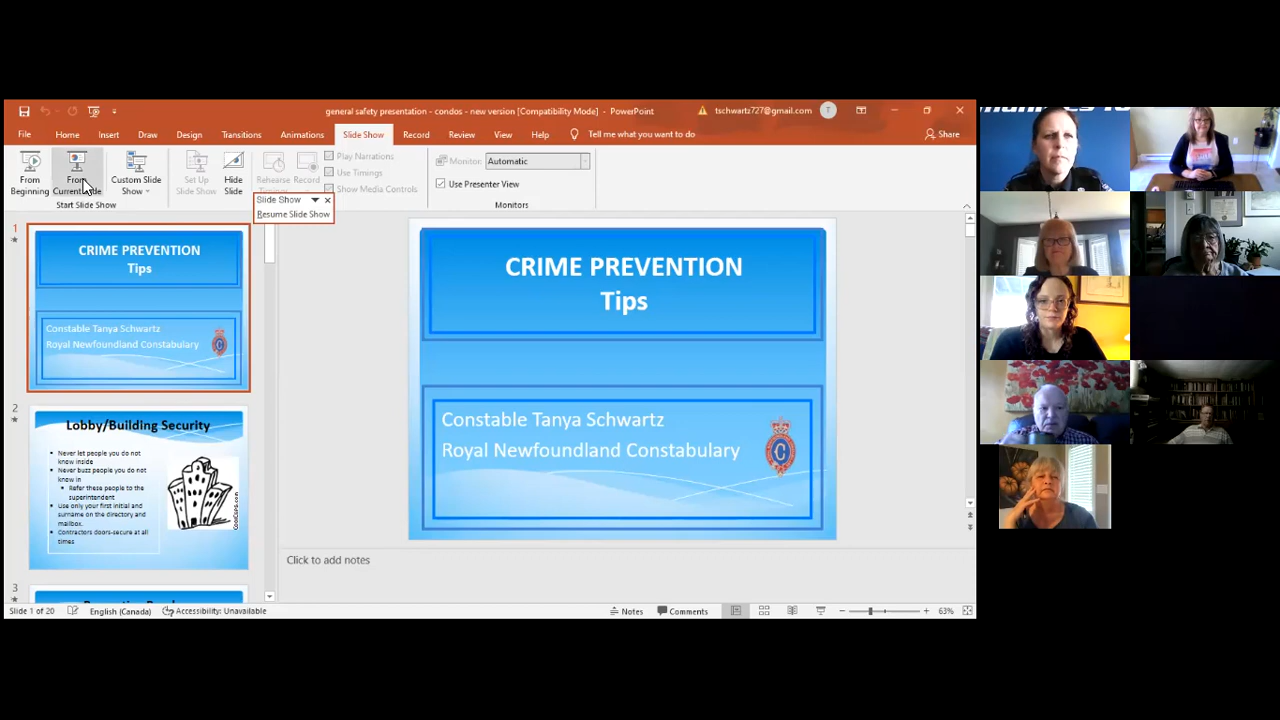 general safety presentation - condos - new version [Compatibility Mode] - PowerPoint
tschwartz727@gmail.com
T
File
Home
Insert
Draw
Design
Transitions
Animations
Slide Show
Record
Review
View
Help
Tell me what you want to do
Share
From
Beginning
From
Current Slide
Custom Slide
Show
Set Up
Slide Show
Hide
Slide
Rehearse
Record
Play Narrations
Use Timings
Show Media Controls
Monitor:
Automatic
Use Presenter View
Start Slide Show
Monitors
Slide Show
Resume Slide Show
1
CRIME PREVENTION
Tips
Constable Tanya Schwartz
Royal Newfoundland Constabulary
C
2
Lobby/Building Security
Never let people you do not
know inside
Never buzz people you do not
know in
Refer these people to the
superintendent
Use only your first initial and
surname on the directory and
mailbox.
Contractors doors-secure at all
times
3
CRIME PREVENTION
Tips
Constable Tanya Schwartz
Royal Newfoundland Constabulary
C
Click to add notes
Slide 1 of 20
English (Canada)
Accessibility: Unavailable
Notes
Comments
63%